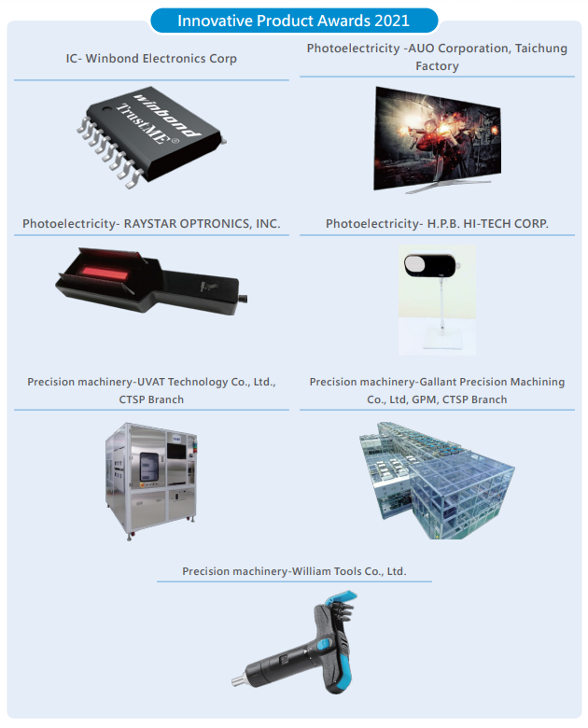 Innovative Product Awards 2021
IC- Winbond Electronics Corp
Photoelectricity -AUO Corporation, Taichung
Factory
winbond
TrustME®
Photoelectricity- RAYSTAR OPTRONICS, INC.
Photoelectricity- H.P.B. HI-TECH CORP.
Precision machinery-UVAT Technology Co., Ltd.,
CTSP Branch
Precision machinery-Gallant Precision Machining
Co., Ltd, GPM, CTSP Branch
Precision machinery-William Tools Co., Ltd.